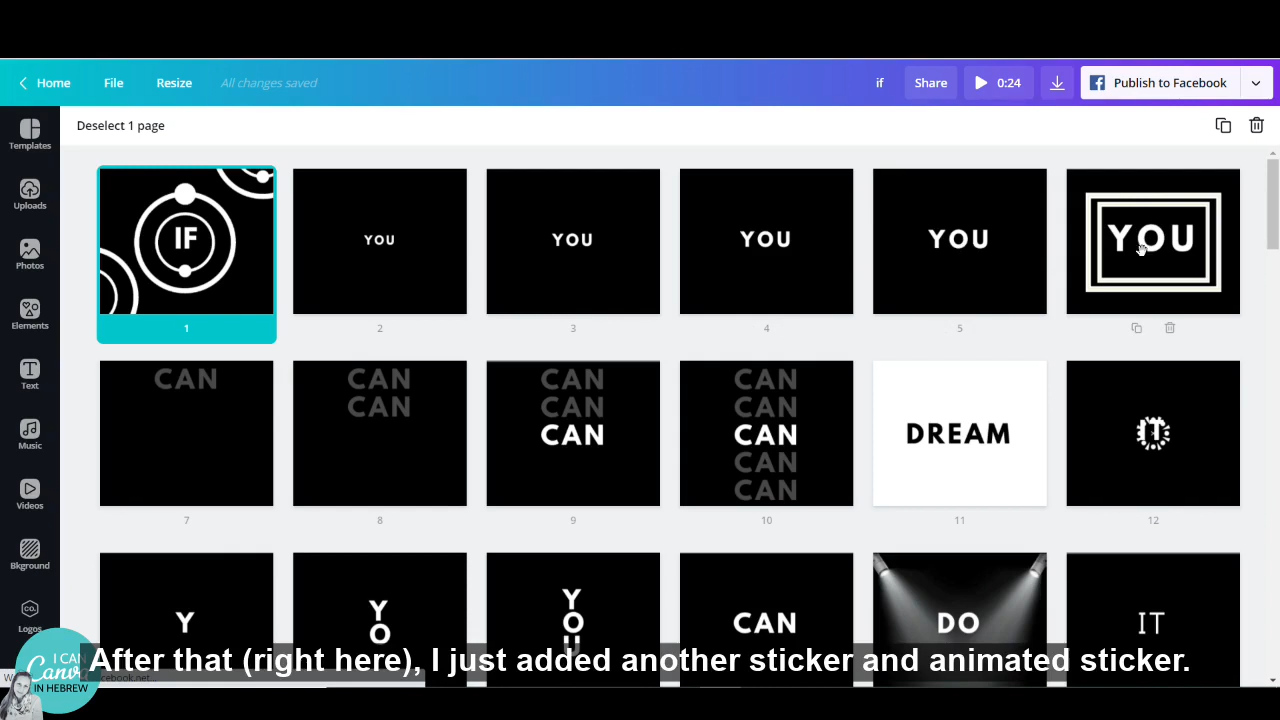 Home
File
Resize
All changes saved
if
Share
0:24
Publish to Facebook
Templates
Deselect 1 page
Uploads
Photos
Elements
Text
Music
Videos
Bkground
CO.
Logos
IF
1
YOU
2
YOU
3
YOU
4
YOU
5
YOU
CAN
7
CAN
CAN
8
CAN
CAN
CAN
9
CAN
CAN
CAN
CAN
CAN
10
DREAM
11
IT
12
Y
Y
O
Y
O
U
CAN
DO
IT
After that (right here), I just added another sticker and animated sticker.
I CAN
Canva
IN HEBREW